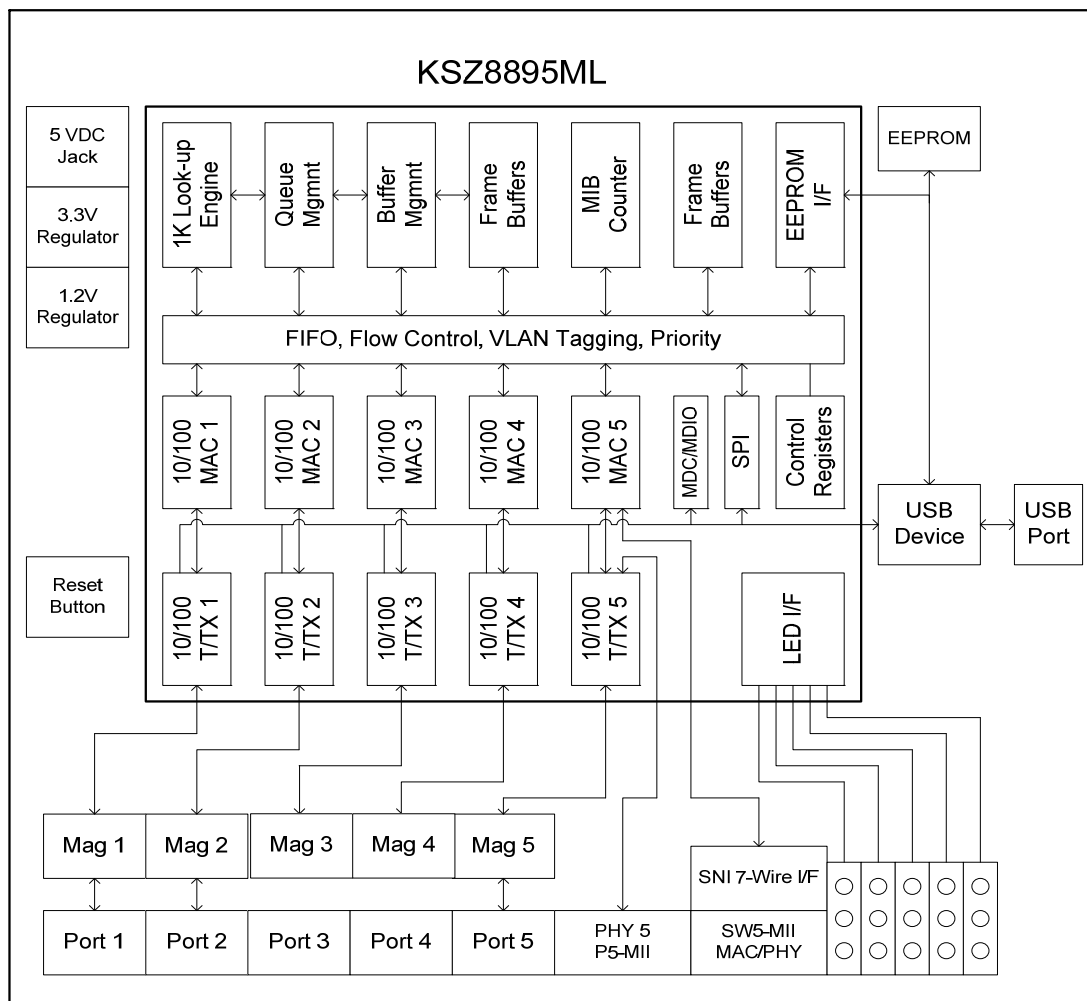 KSZ8895ML
5 VDC
Jack
3.3V
Regulator
1.2V
Regulator
1K Look-up
Engine
Queue
Mgmnt
Buffer
Mgmnt
Frame
Buffers
MIB
Counter
Frame
Buffers
EEPROM
I/F
EEPROM
FIFO, Flow Control, VLAN Tagging, Priority
10/100
MAC 1
10/100
MAC 2
10/100
MAC 3
10/100
MAC 4
10/100
MAC 5
MDC/MDIO
SPI
Control
Registers
USB
Device
USB
Port
Reset
Button
10/100
T/TX 1
10/100
T/TX 2
10/100
T/TX 3
10/100
T/TX 4
10/100
T/TX 5
LED I/F
Mag 1
Mag 2
Mag 3
Mag 4
Mag 5
SNI 7-Wire I/F
Port 1
Port 2
Port 3
Port 4
Port 5
PHY 5
P5-MII
SW5-MII
MAC/PHY